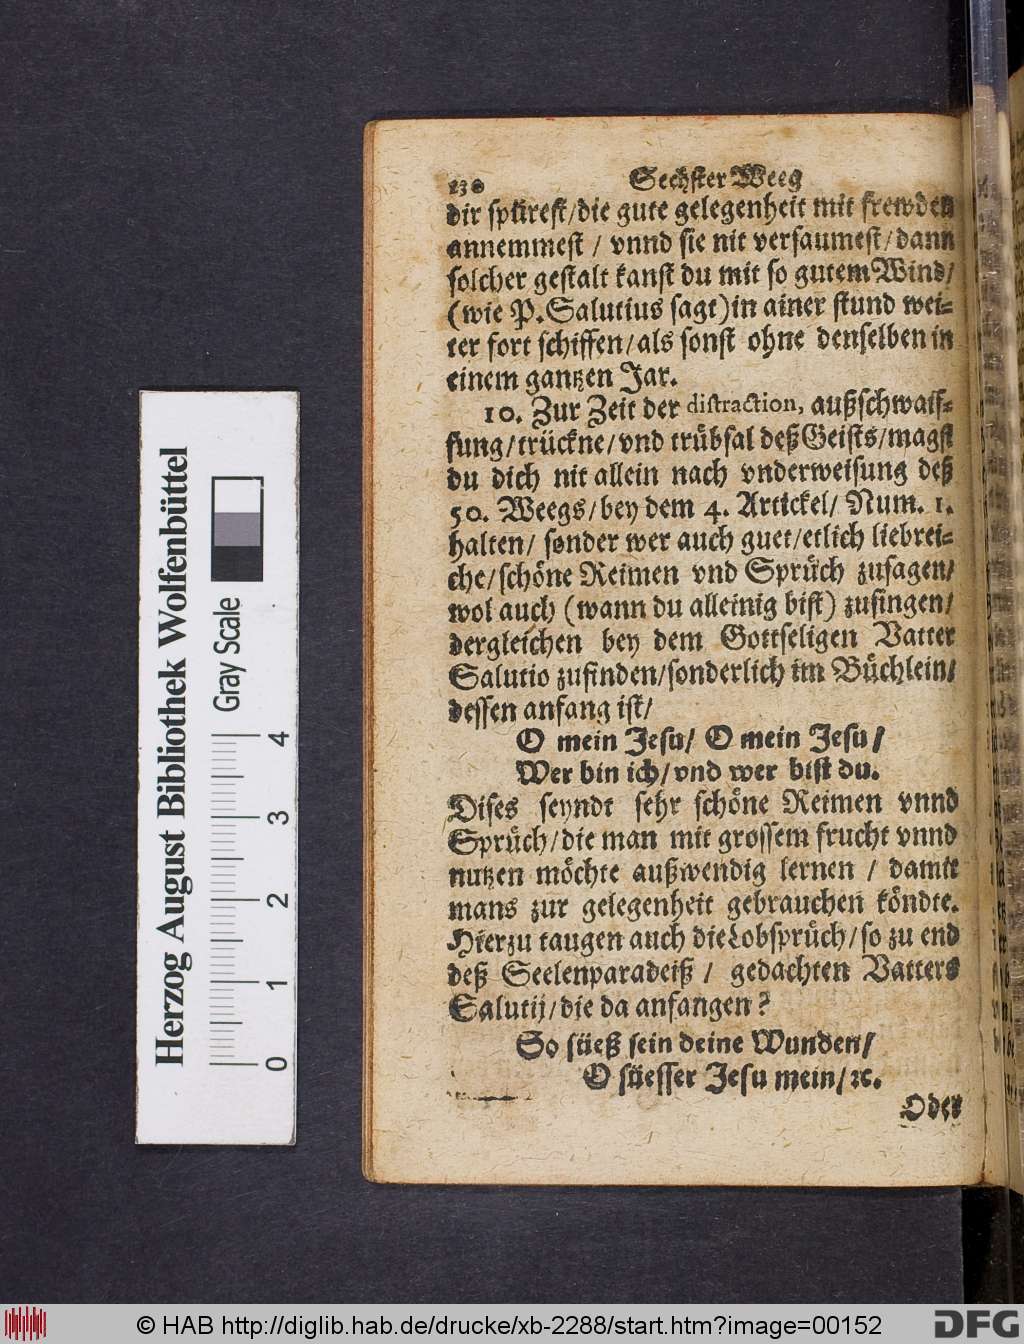 130 Sechster Weeg
dir spürest/die gute gelegenheit mit frewden
annemmest / vnnd sie nit versaumest/dann
solcher gestalt kanst du mit so gutem Wind/
(wie P. Salutius sagt) in ainer stund wei=
ter fort schiffen/als sonst ohne denselben in
einem gantzen Jar.
10. Zur Zeit der distraction, außschwaif=
fung/trückne/vnd trübsal deß Geists/magst
du dich nit allein nach vnderweisung deß
50. Weegs/bey dem 4. Artickel/ Num. 1.
halten/ sonder wer auch guet/etlich liebrei=
che/schöne Reimen vnd Sprüch zusagen/
wol auch (wann du alleinig bist) zusingen/
dergleichen bey dem Gottseligen Vatter
Salutio zufinden/sonderlich im Büchlein/
dessen anfang ist/
O mein Jesu/ O mein Jesu/
Wer bin ich/vnd wer bist du.
Dises seyndt sehr schöne Reimen vnnd
Sprüch/die man mit grossem frucht vnnd
nutzen möchte außwendig lernen / damit
mans zur gelegenheit gebrauchen köndte.
Hierzu taugen auch die Lobsprüch/so zu end
deß Seelenparadeiß / gedachten Vatters
Salutij/die da anfangen?
So süeß sein deine Wunden/
O süesser Jesu mein/ꝛc.
Oder
Herzog August Bibliothek Wolfenbüttel
Gray Scale
0 1 2 3 4
© HAB http://diglib.hab.de/drucke/xb-2288/start.htm?image=00152
DFG